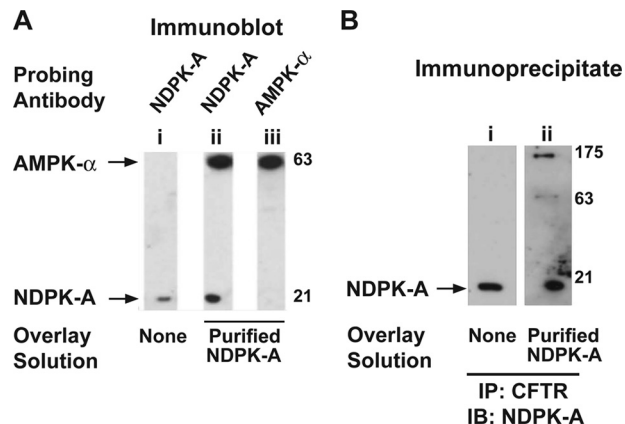 A
Immunoblot
Probing
Antibody
NDPK-A
NDPK-A
AMPK-α
i
ii
iii
AMPK-α
63
NDPK-A
21
Overlay
Solution
None
Purified
NDPK-A
B
Immunoprecipitate
i
ii
175
63
21
NDPK-A
Overlay
Solution
None
Purified
NDPK-A
IP: CFTR
IB: NDPK-A